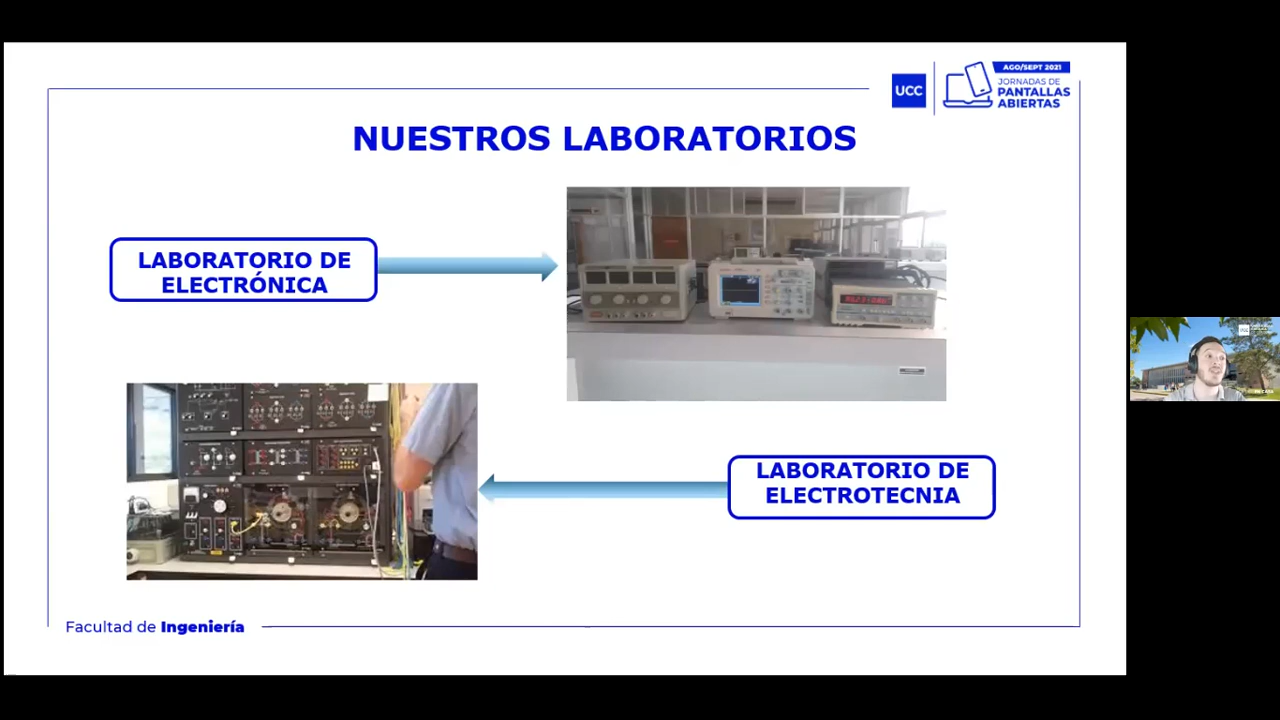 UCC
AGO/SEPT 2021
JORNADAS DE
PANTALLAS
ABIERTAS
NUESTROS LABORATORIOS
LABORATORIO DE
ELECTRÓNICA
LABORATORIO DE
ELECTROTECNIA
Facultad de Ingeniería